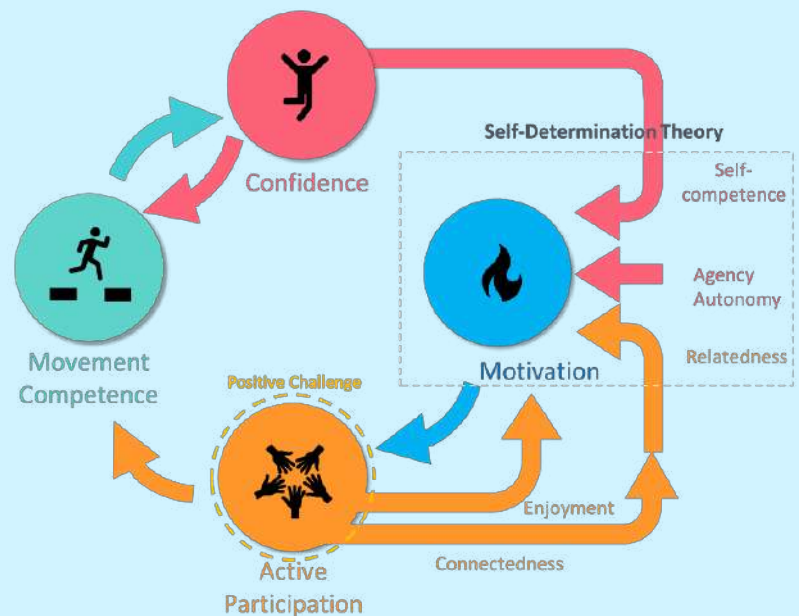 Self-Determination Theory
Confidence
Self-
competence
Agency
Autonomy
Relatedness
Movement
Competence
Motivation
Positive Challenge
Enjoyment
Connectedness
Active
Participation